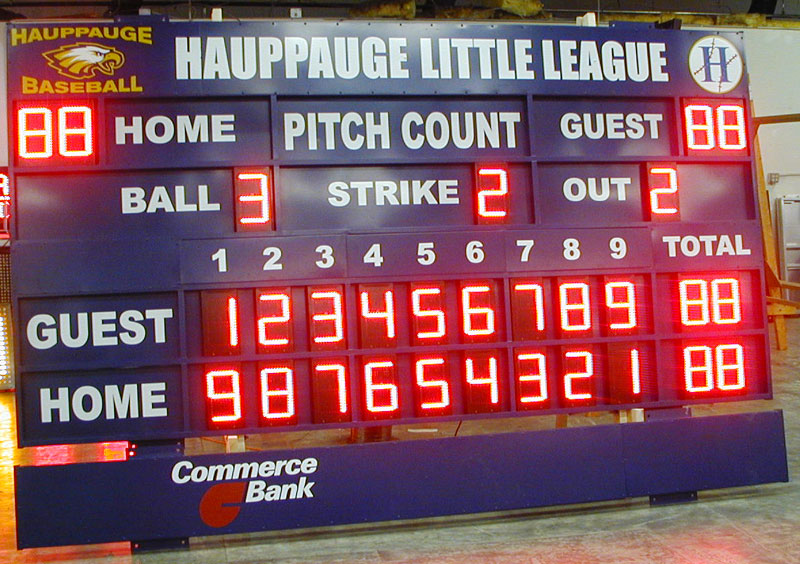 HAUPPAUGE
BASEBALL
HAUPPAUGE LITTLE LEAGUE
H
88 HOME PITCH COUNT GUEST 88
BALL 3 STRIKE 2 OUT 2
1 2 3 4 5 6 7 8 9 TOTAL
GUEST 1 2 3 4 5 6 7 8 9 88
HOME 9 8 7 6 5 4 3 2 1 88
Commerce
Bank